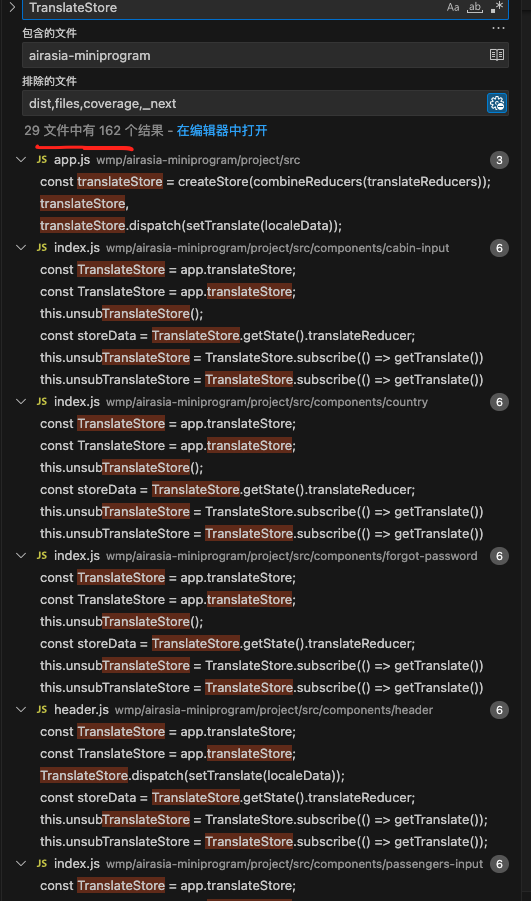 TranslateStore Aa ab .*
包含的文件
airasia-miniprogram
排除的文件
dist,files,coverage,_next
29 文件中有 162 个结果 - 在编辑器中打开
JS app.js wmp/airasia-miniprogram/project/src 3
const translateStore = createStore(combineReducers(translateReducers));
translateStore,
translateStore.dispatch(setTranslate(localeData));
JS index.js wmp/airasia-miniprogram/project/src/components/cabin-input 6
const TranslateStore = app.translateStore;
const TranslateStore = app.translateStore;
this.unsubTranslateStore();
const storeData = TranslateStore.getState().translateReducer;
this.unsubTranslateStore = TranslateStore.subscribe(() => getTranslate())
this.unsubTranslateStore = TranslateStore.subscribe(() => getTranslate())
JS index.js wmp/airasia-miniprogram/project/src/components/country 6
const TranslateStore = app.translateStore;
const TranslateStore = app.translateStore;
this.unsubTranslateStore();
const storeData = TranslateStore.getState().translateReducer;
this.unsubTranslateStore = TranslateStore.subscribe(() => getTranslate())
this.unsubTranslateStore = TranslateStore.subscribe(() => getTranslate())
JS index.js wmp/airasia-miniprogram/project/src/components/forgot-password 6
const TranslateStore = app.translateStore;
const TranslateStore = app.translateStore;
this.unsubTranslateStore();
const storeData = TranslateStore.getState().translateReducer;
this.unsubTranslateStore = TranslateStore.subscribe(() => getTranslate())
this.unsubTranslateStore = TranslateStore.subscribe(() => getTranslate())
JS header.js wmp/airasia-miniprogram/project/src/components/header 6
const TranslateStore = app.translateStore;
const TranslateStore = app.translateStore;
TranslateStore.dispatch(setTranslate(localeData));
const storeData = TranslateStore.getState().translateReducer;
this.unsubTranslateStore = TranslateStore.subscribe(() => getTranslate());
this.unsubTranslateStore = TranslateStore.subscribe(() => getTranslate());
JS index.js wmp/airasia-miniprogram/project/src/components/passengers-input 6
const TranslateStore = app.translateStore;